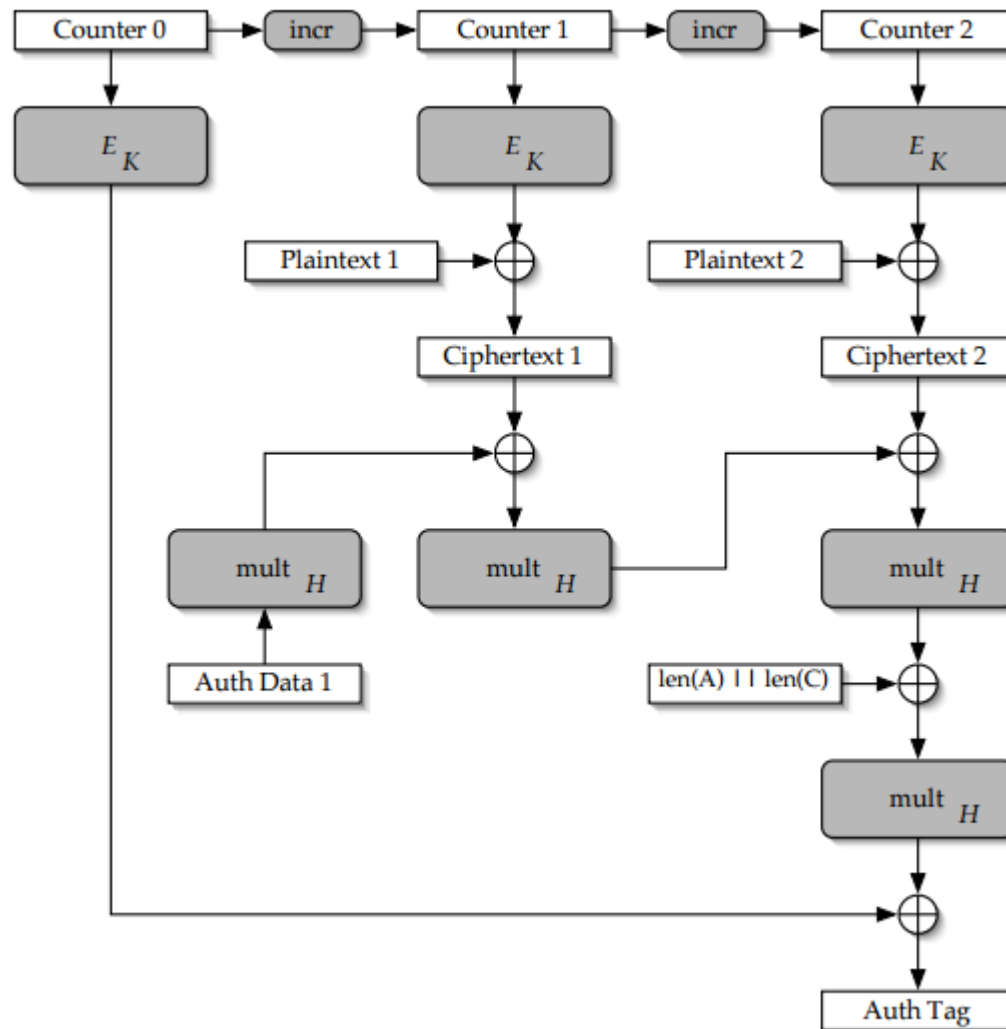 Counter 0
incr
Counter 1
incr
Counter 2
E K
E K
E K
Plaintext 1
Plaintext 2
Ciphertext 1
Ciphertext 2
mult H
mult H
mult H
Auth Data 1
len(A) || len(C)
mult H
Auth Tag